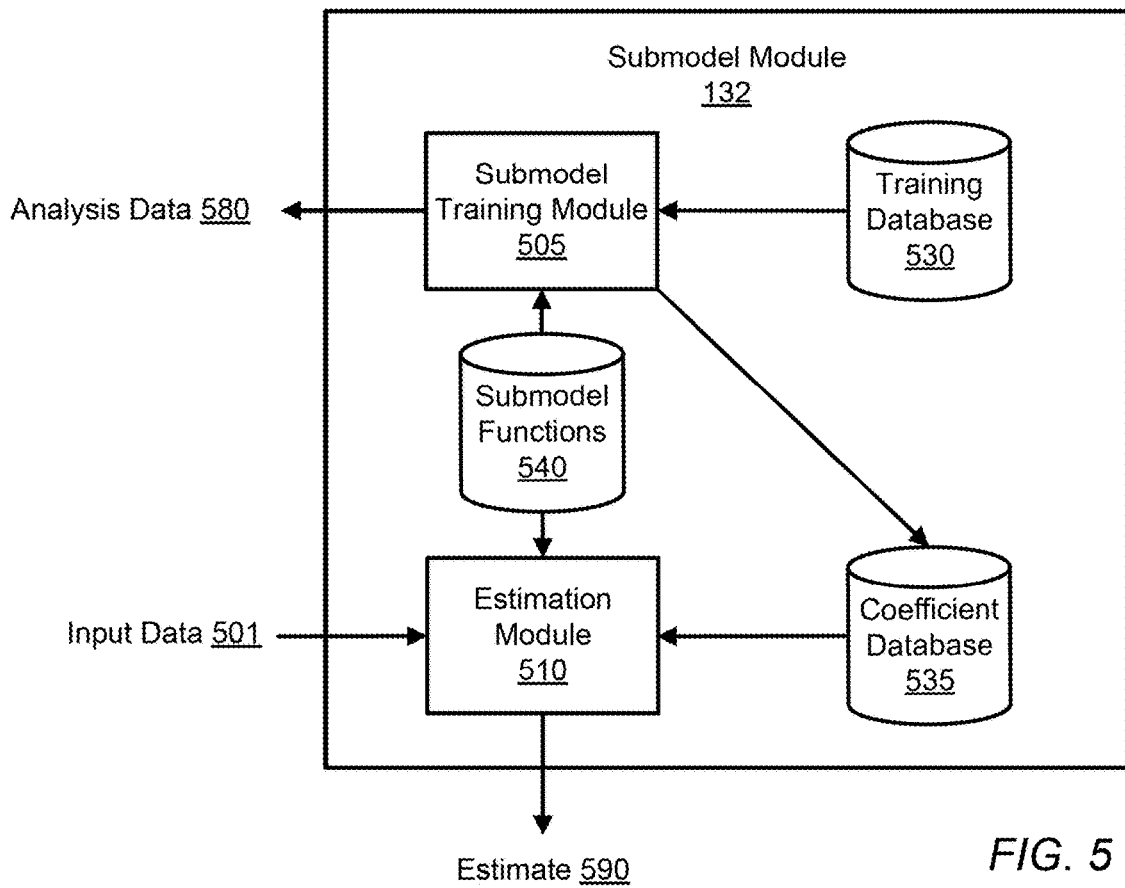 Submodel Module
132
Submodel
Training Module
505
Training
Database
530
Analysis Data 580
Submodel
Functions
540
Estimation
Module
510
Coefficient
Database
535
Input Data 501
Estimate 590
FIG. 5